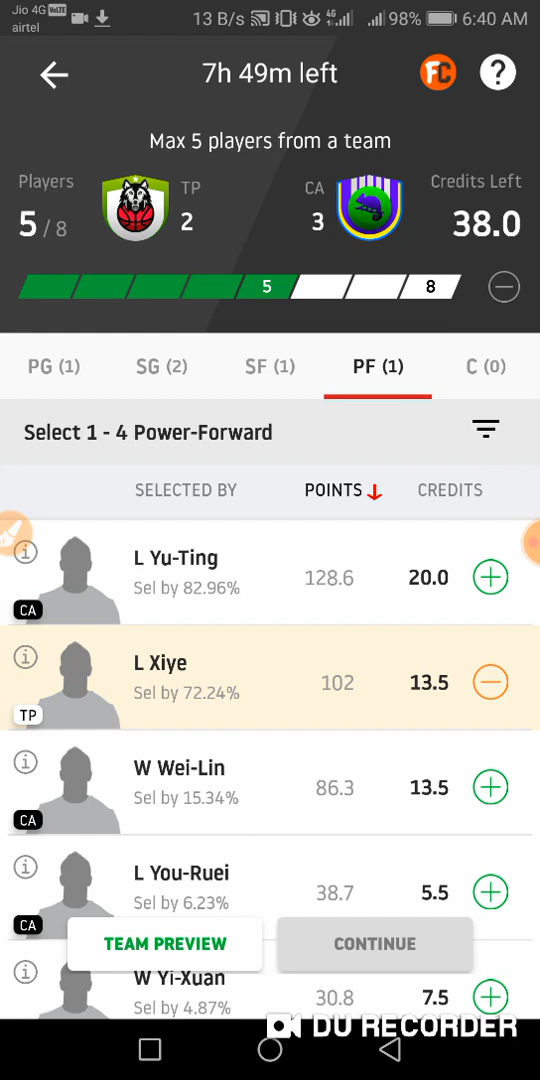 Jio 4G VoLTE
airtel
13 B/s 4G 98% 6:40 AM
7h 49m left
FC ?
Max 5 players from a team
Players TP CA Credits Left
5 / 8 2 3 38.0
5 8
PG (1) SG (2) SF (1) PF (1) C (0)
Select 1 - 4 Power-Forward
SELECTED BY POINTS CREDITS
L Yu-Ting
Sel by 82.96% 128.6 20.0
CA
L Xiye
Sel by 72.24% 102 13.5
TP
W Wei-Lin
Sel by 15.34% 86.3 13.5
CA
L You-Ruei
Sel by 6.23% 38.7 5.5
CA
TEAM PREVIEW CONTINUE
W Yi-Xuan
Sel by 4.87% 30.8 7.5
DU RECORDER